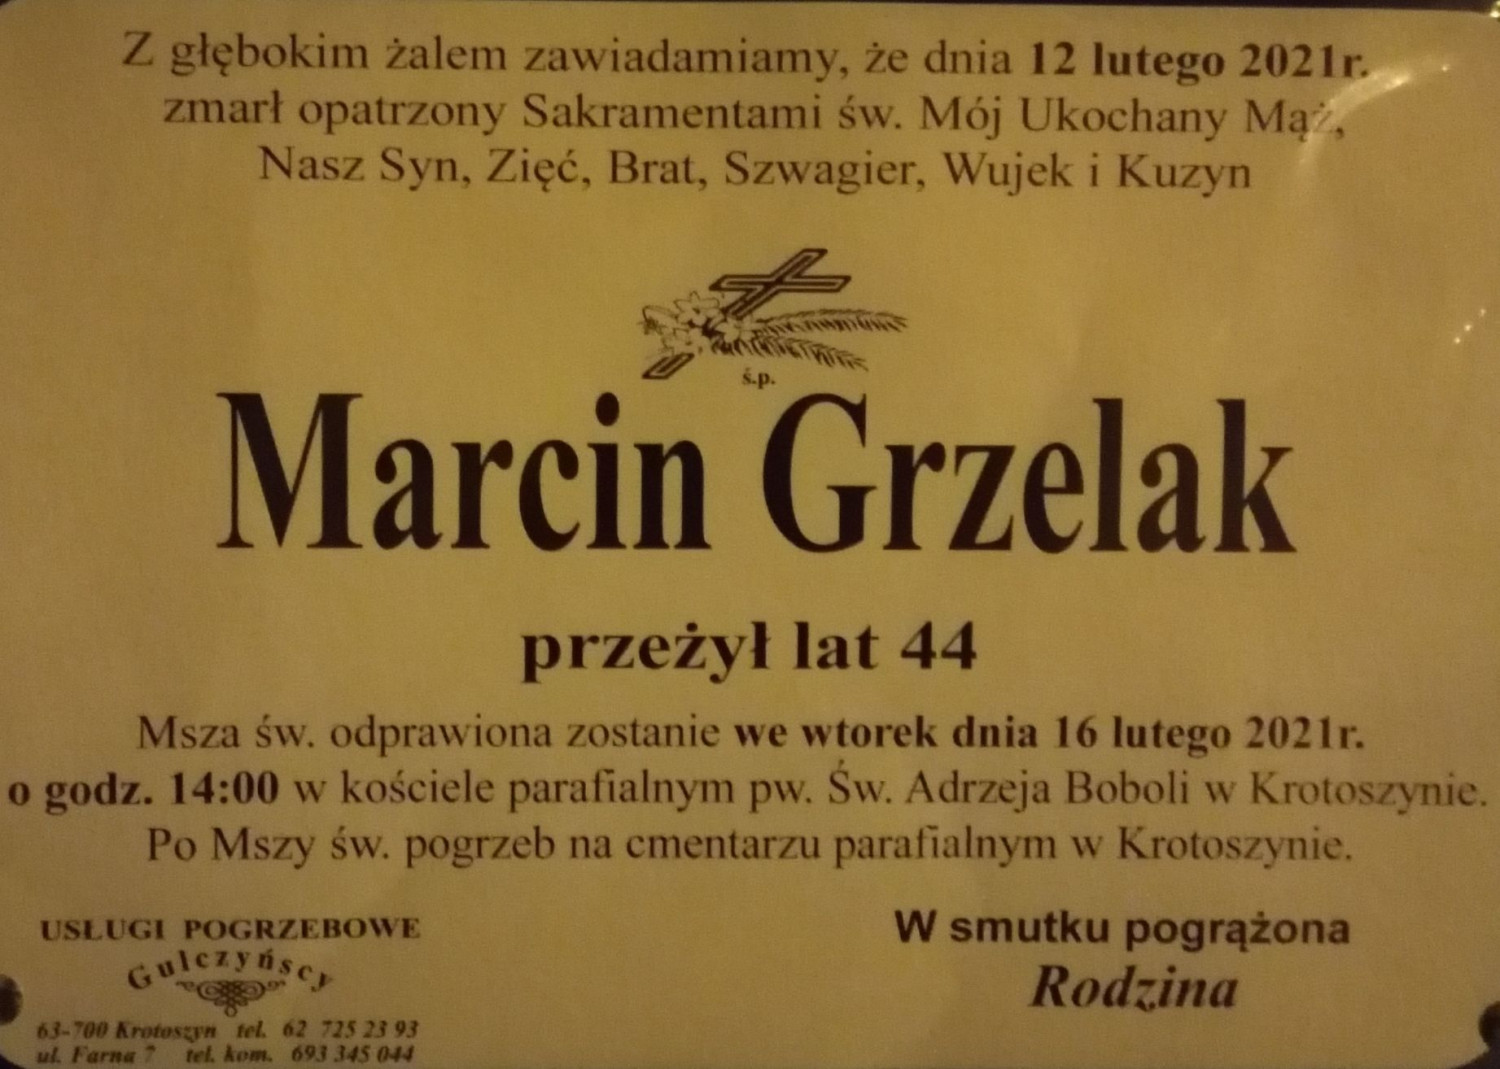 Z głębokim żalem zawiadamiamy, że dnia 12 lutego 2021r.
zmarł opatrzony Sakramentami św. Mój Ukochany Mąż,
Nasz Syn, Zięć, Brat, Szwagier, Wujek i Kuzyn
ś.p.
Marcin Grzelak
przeżył lat 44
Msza św. odprawiona zostanie we wtorek dnia 16 lutego 2021r.
o godz. 14:00 w kościele parafialnym pw. Św. Adrzeja Boboli w Krotoszynie.
Po Mszy św. pogrzeb na cmentarzu parafialnym w Krotoszynie.
W smutku pogrążona
Rodzina
USŁUGI POGRZEBOWE
Gulczyńscy
63-700 Krotoszyn tel. 62 725 23 93
ul. Farna 7 tel. kom. 693 345 044